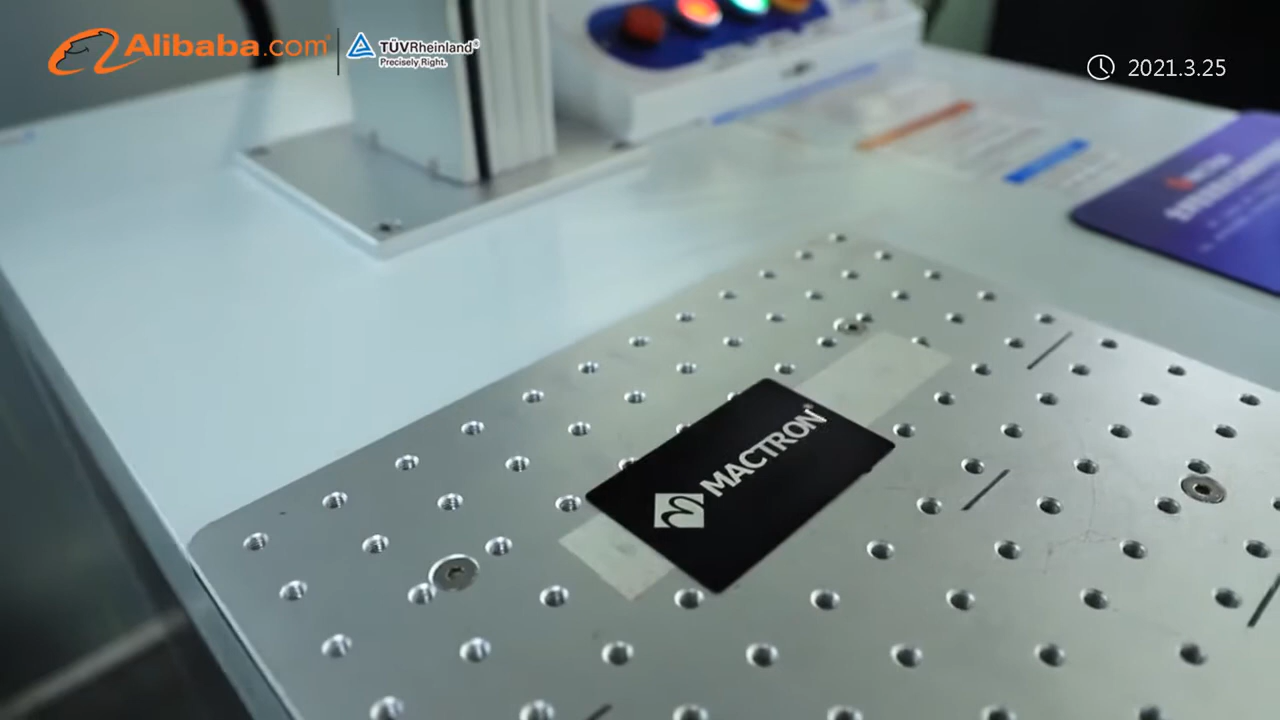 Alibaba.com®
TÜVRheinland®
Precisely Right.
2021.3.25
MACTRON®